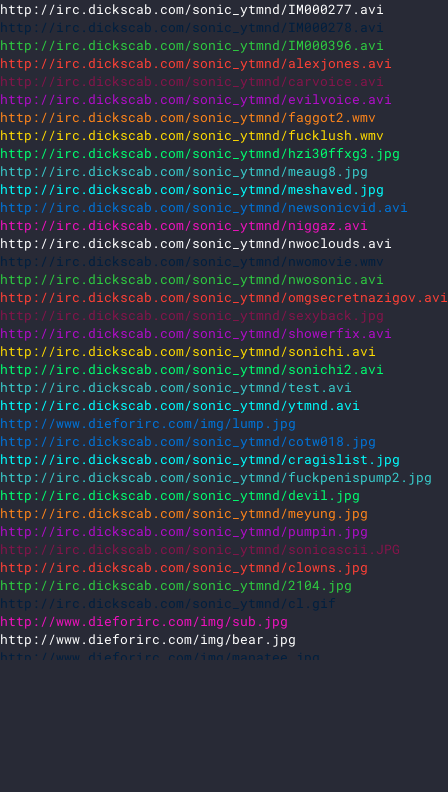 http://irc.dickscab.com/sonic_ytmnd/IM000277.avi
http://irc.dickscab.com/sonic_ytmnd/IM000278.avi
http://irc.dickscab.com/sonic_ytmnd/IM000396.avi
http://irc.dickscab.com/sonic_ytmnd/alexjones.avi
http://irc.dickscab.com/sonic_ytmnd/carvoice.avi
http://irc.dickscab.com/sonic_ytmnd/evilvoice.avi
http://irc.dickscab.com/sonic_ytmnd/faggot2.wmv
http://irc.dickscab.com/sonic_ytmnd/fucklush.wmv
http://irc.dickscab.com/sonic_ytmnd/hzi30ffxg3.jpg
http://irc.dickscab.com/sonic_ytmnd/meaug8.jpg
http://irc.dickscab.com/sonic_ytmnd/meshaved.jpg
http://irc.dickscab.com/sonic_ytmnd/newsonicvid.avi
http://irc.dickscab.com/sonic_ytmnd/niggaz.avi
http://irc.dickscab.com/sonic_ytmnd/nwoclouds.avi
http://irc.dickscab.com/sonic_ytmnd/nwomovie.wmv
http://irc.dickscab.com/sonic_ytmnd/nwosonic.avi
http://irc.dickscab.com/sonic_ytmnd/omgsecretnazigov.avi
http://irc.dickscab.com/sonic_ytmnd/sexyback.jpg
http://irc.dickscab.com/sonic_ytmnd/showerfix.avi
http://irc.dickscab.com/sonic_ytmnd/sonichi.avi
http://irc.dickscab.com/sonic_ytmnd/sonichi2.avi
http://irc.dickscab.com/sonic_ytmnd/test.avi
http://irc.dickscab.com/sonic_ytmnd/ytmnd.avi
http://www.dieforirc.com/img/lump.jpg
http://irc.dickscab.com/sonic_ytmnd/cotw018.jpg
http://irc.dickscab.com/sonic_ytmnd/cragislist.jpg
http://irc.dickscab.com/sonic_ytmnd/fuckpenispump2.jpg
http://irc.dickscab.com/sonic_ytmnd/devil.jpg
http://irc.dickscab.com/sonic_ytmnd/meyung.jpg
http://irc.dickscab.com/sonic_ytmnd/pumpin.jpg
http://irc.dickscab.com/sonic_ytmnd/sonicascii.JPG
http://irc.dickscab.com/sonic_ytmnd/clowns.jpg
http://irc.dickscab.com/sonic_ytmnd/2104.jpg
http://irc.dickscab.com/sonic_ytmnd/cl.gif
http://www.dieforirc.com/img/sub.jpg
http://www.dieforirc.com/img/bear.jpg
http://www.dieforirc.com/img/manatee.jpg